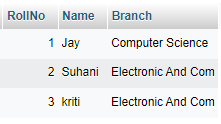 RollNo Name Branch
1 Jay Computer Science
2 Suhani Electronic And Com
3 kriti Electronic And Com